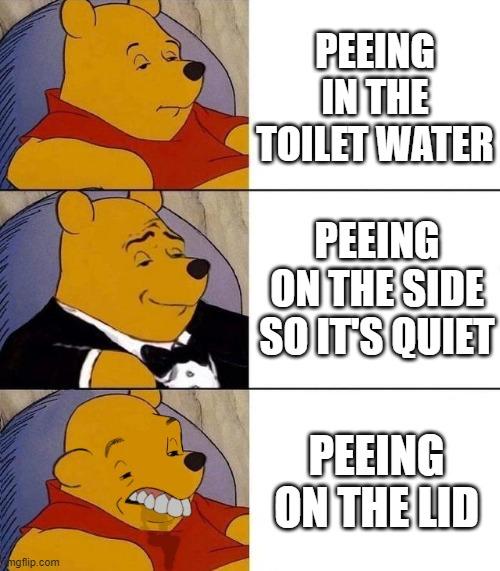 PEEING
IN THE
TOILET WATER
PEEING
ON THE SIDE
SO IT'S QUIET
PEEING
ON THE LID
imgflip.com